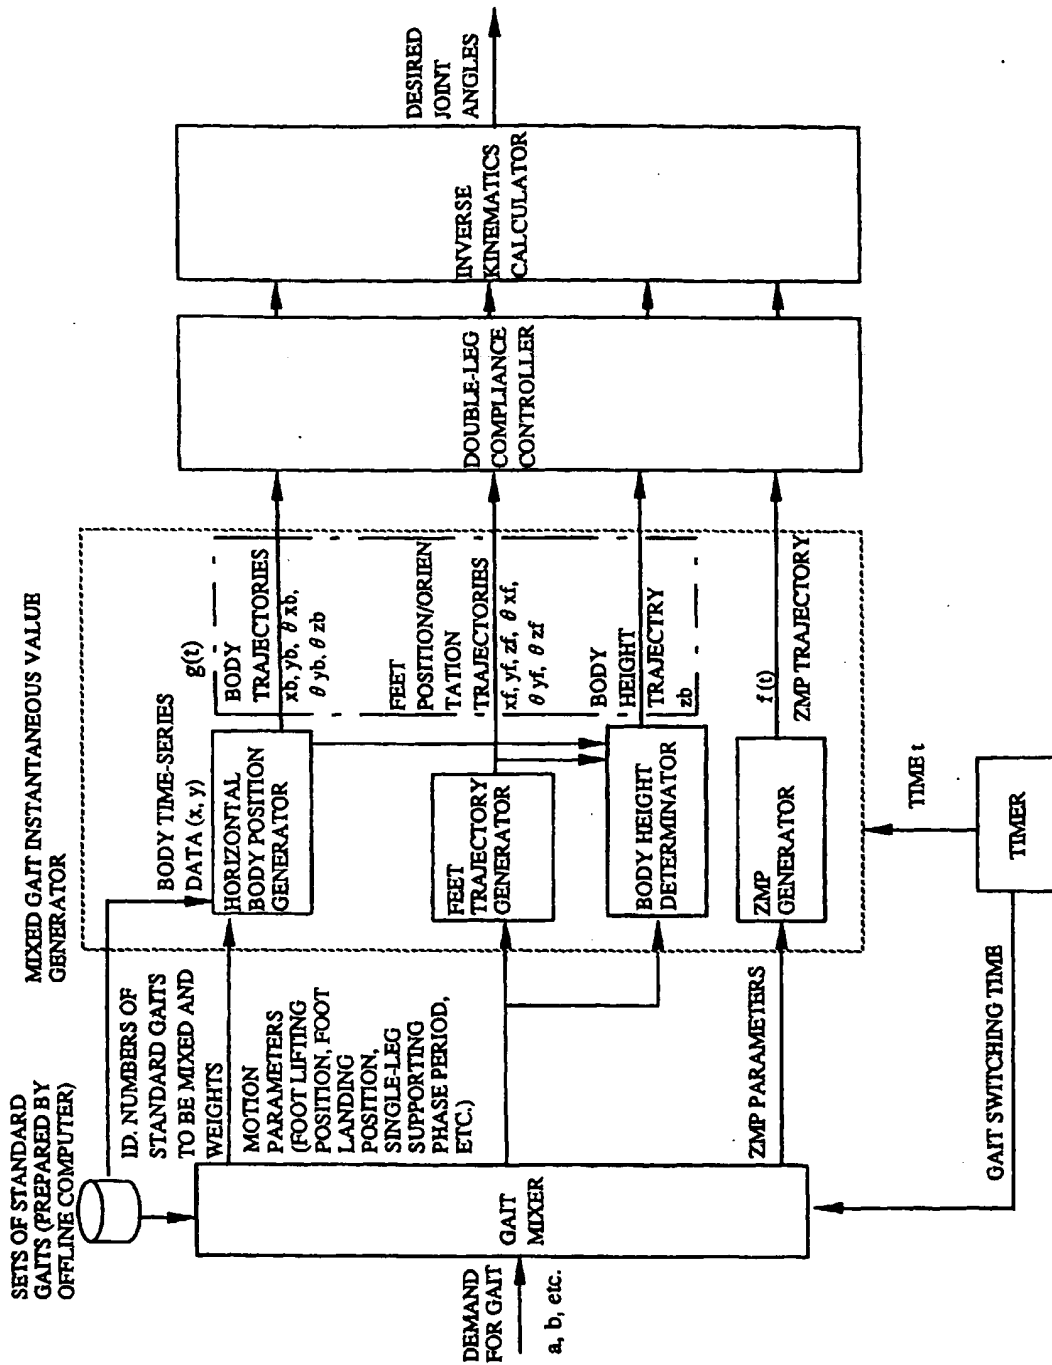 SETS OF STANDARD
GAITS (PREPARED BY
OFFLINE COMPUTER)
MIXED GAIT INSTANTANEOUS VALUE
GENERATOR
DEMAND
FOR GAIT
a, b, etc.
GAIT
MIXER
I.D. NUMBERS OF
STANDARD GAITS
TO BE MIXED AND
WEIGHTS
MOTION
PARAMETERS
(FOOT LIFTING
POSITION, FOOT
LANDING
POSITION,
SINGLE-LEG
SUPPORTING
PHASE PERIOD,
ETC.)
ZMP PARAMETERS
GAIT SWITCHING TIME
BODY TIME-SERIES
DATA (x, y)
HORIZONTAL
BODY POSITION
GENERATOR
FEET
TRAJECTORY
GENERATOR
BODY HEIGHT
DETERMINATOR
ZMP
GENERATOR
TIME t
TIMER
g(t)
BODY
TRAJECTORIES
xb, yb, θ xb,
θ yb, θ zb
FEET
POSITION/ORIEN
TATION
TRAJECTORIES
xf, yf, zf, θ xf,
θ yf, θ zf
BODY
HEIGHT
TRAJECTRY
zb
f (t)
ZMP TRAJECTORY
DOUBLE-LEG
COMPLIANCE
CONTROLLER
INVERSE
KINEMATICS
CALCULATOR
DESIRED
JOINT
ANGLES